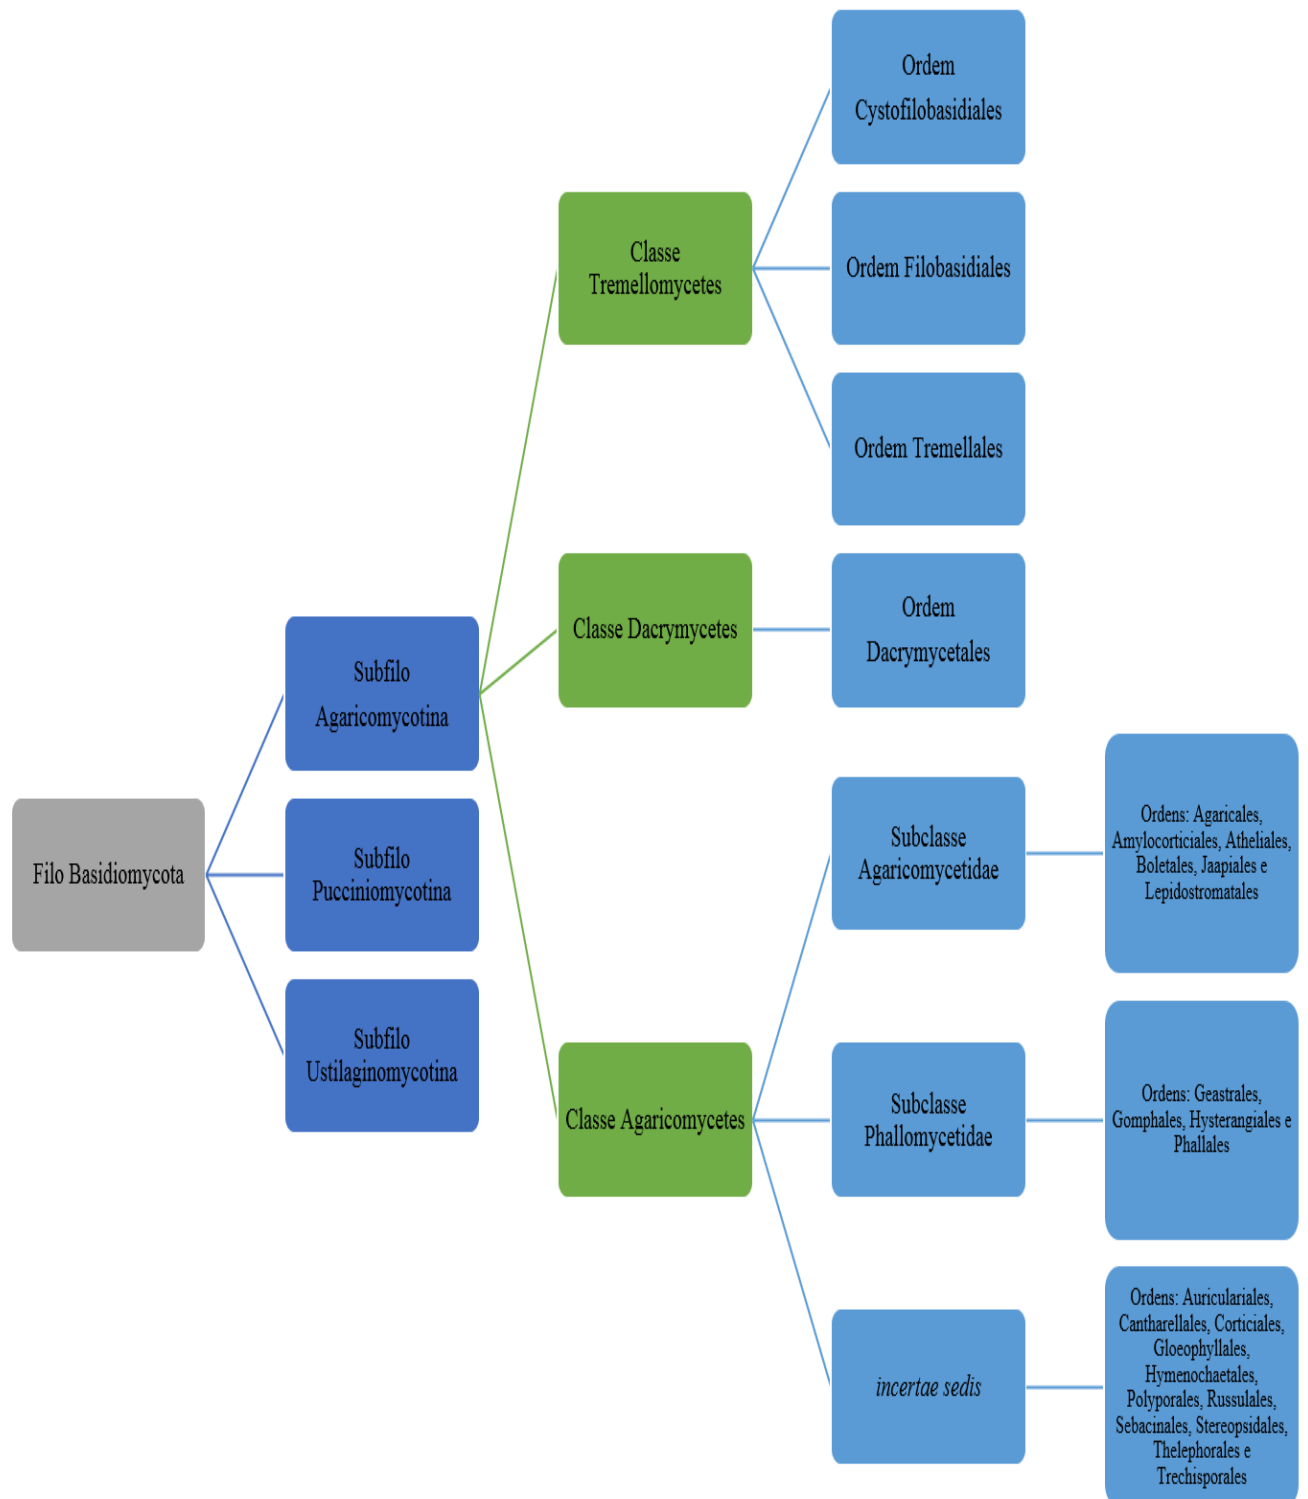 Filo Basidiomycota
Subfilo
Agaricomycotina
Subfilo
Pucciniomycotina
Subfilo
Ustilaginomycotina
Classe
Tremellomycetes
Classe Dacrymycetes
Classe Agaricomycetes
Ordem
Cystofilobasidiales
Ordem Filobasidiales
Ordem Tremellales
Ordem
Dacrymycetales
Subclasse
Agaricomycetidae
Subclasse
Phallomycetidae
incertae sedis
Ordens: Agaricales,
Amylocorticiales, Atheliales,
Boletales, Jaapiales e
Lepidostromatales
Ordens: Geastrales,
Gomphales, Hysterangiales e
Phallales
Ordens: Auriculariales,
Cantharellales, Corticiales,
Gloeophyllales,
Hymenochaetales,
Polyporales, Russulales,
Sebacinales, Stereopsidales,
Thelephorales e
Trechisporales